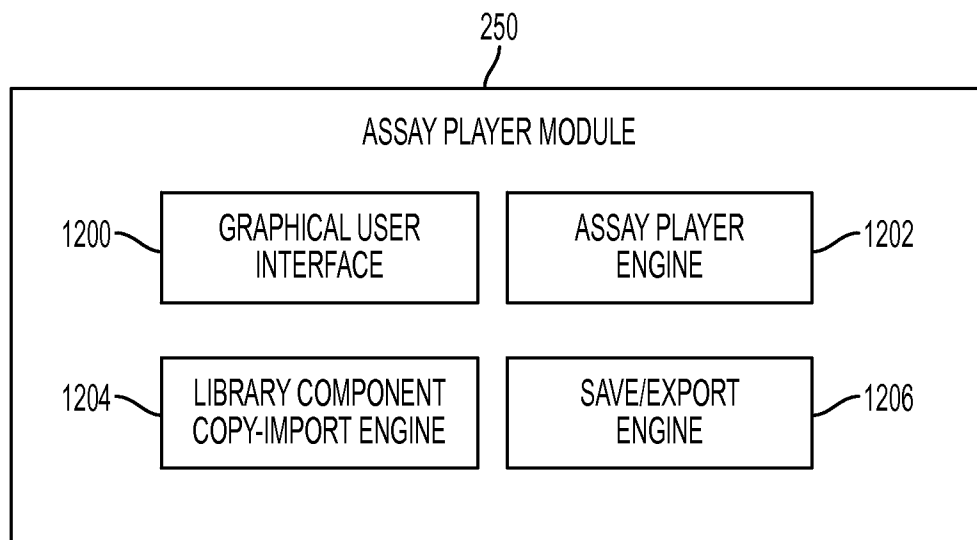 250
ASSAY PLAYER MODULE
1200
GRAPHICAL USER
INTERFACE
ASSAY PLAYER
ENGINE
1202
1204
LIBRARY COMPONENT
COPY-IMPORT ENGINE
SAVE/EXPORT
ENGINE
1206